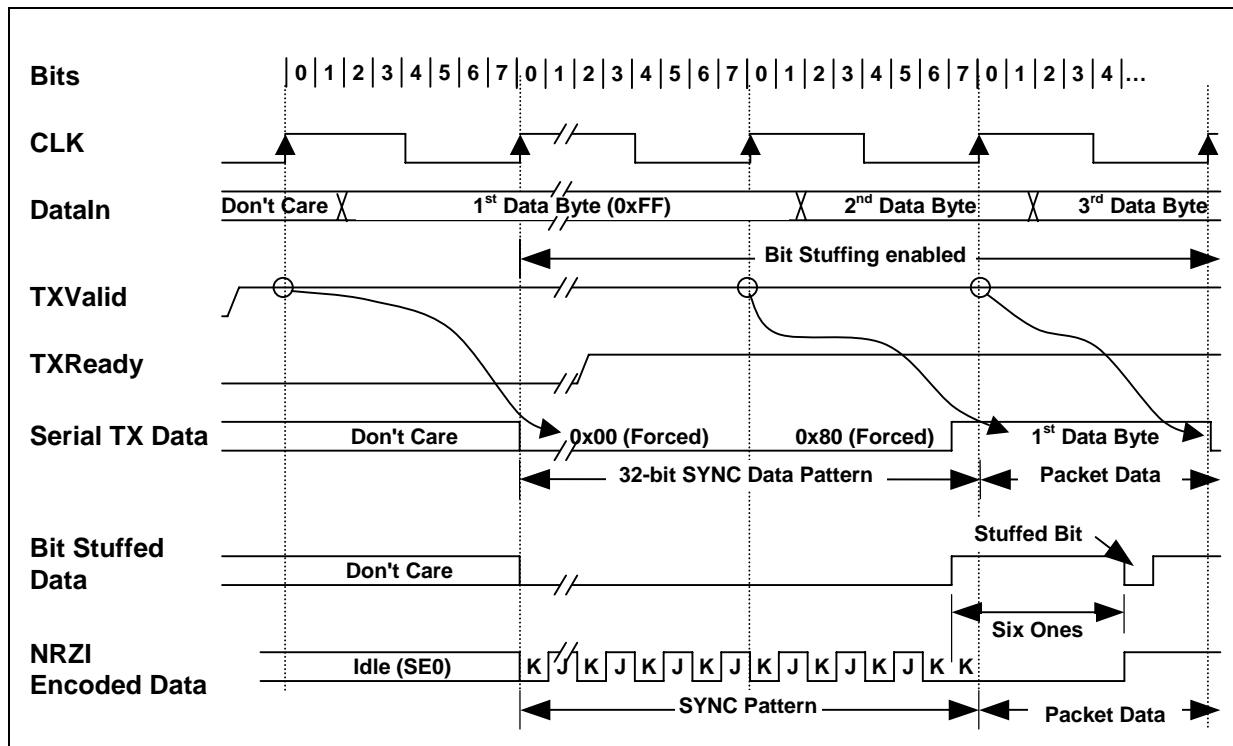 Bits
0 1 2 3 4 5 6 7 0 1 2 3 4 5 6 7 0 1 2 3 4 5 6 7 0 1 2 3 4 ...
CLK
DataIn
Don't Care
1st Data Byte (0xFF)
2nd Data Byte
3rd Data Byte
Bit Stuffing enabled
TXValid
TXReady
Serial TX Data
Don't Care
0x00 (Forced)
0x80 (Forced)
1st Data Byte
32-bit SYNC Data Pattern
Packet Data
Bit Stuffed
Data
Don't Care
Stuffed Bit
Six Ones
NRZI
Encoded Data
Idle (SE0)
K J K J K J K J K J K J K J K K
SYNC Pattern
Packet Data